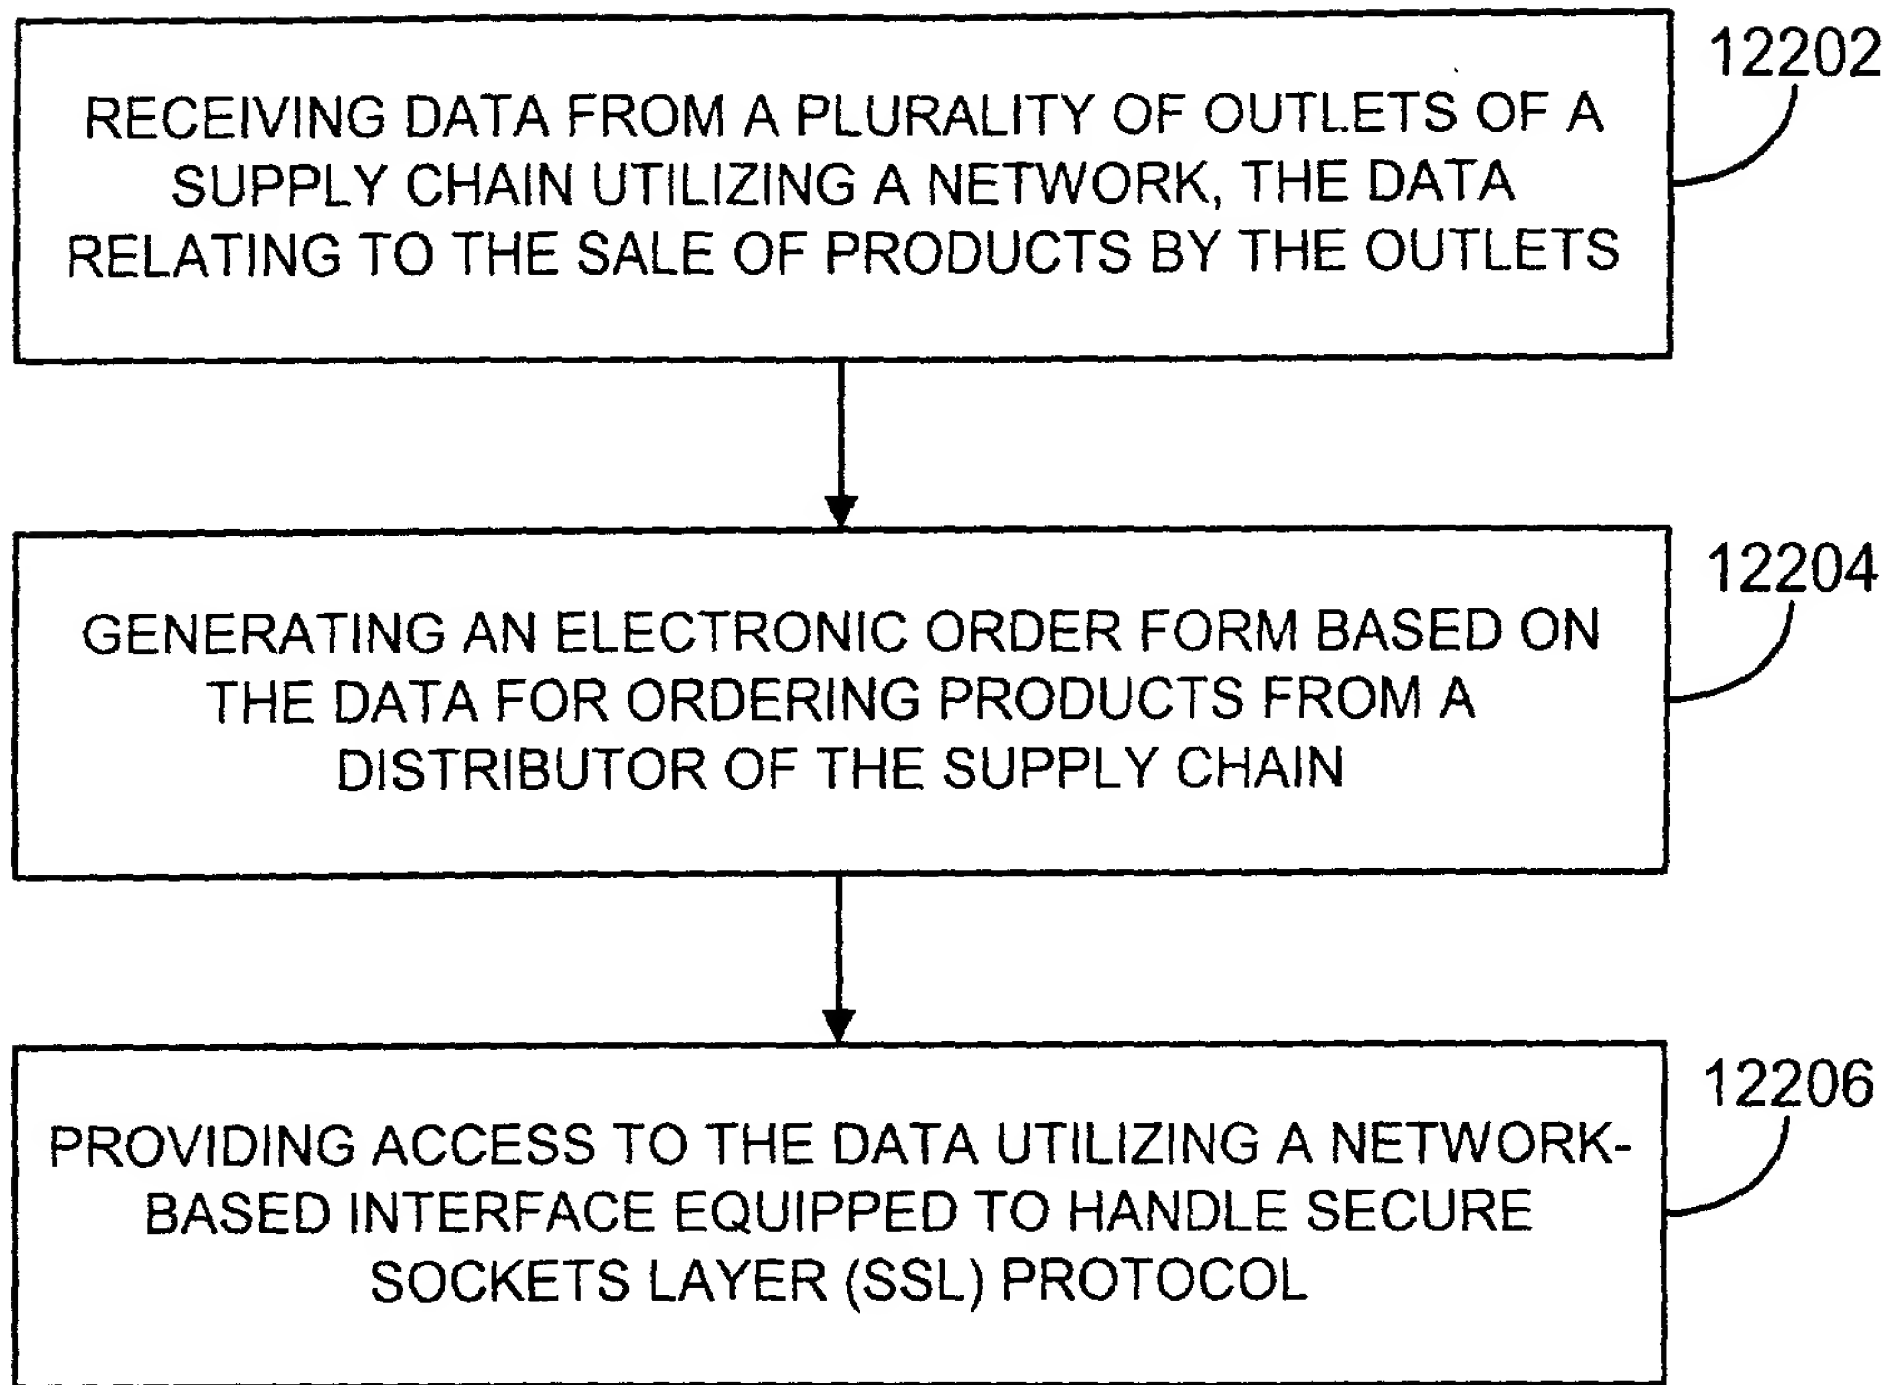 12202
RECEIVING DATA FROM A PLURALITY OF OUTLETS OF A
SUPPLY CHAIN UTILIZING A NETWORK, THE DATA
RELATING TO THE SALE OF PRODUCTS BY THE OUTLETS
12204
GENERATING AN ELECTRONIC ORDER FORM BASED ON
THE DATA FOR ORDERING PRODUCTS FROM A
DISTRIBUTOR OF THE SUPPLY CHAIN
12206
PROVIDING ACCESS TO THE DATA UTILIZING A NETWORK-
BASED INTERFACE EQUIPPED TO HANDLE SECURE
SOCKETS LAYER (SSL) PROTOCOL